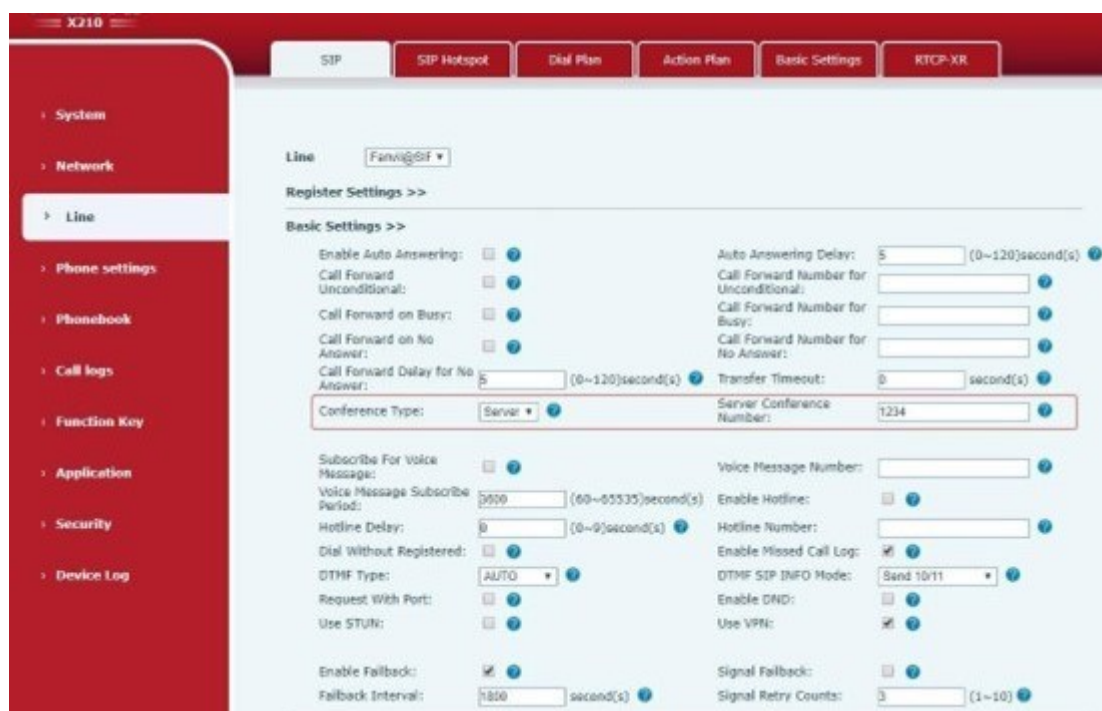 X210
SIP SIP Hotspot Dial Plan Action Plan Basic Settings RTCP-XR
System
Network
Line
Phone settings
Phonebook
Call logs
Function Key
Application
Security
Device Log
Line
Register Settings >>
Basic Settings >>
Enable Auto Answering: Auto Answering Delay: 5 (0~120)second(s)
Call Forward Unconditional: Call Forward Number for Unconditional:
Call Forward on Busy: Call Forward Number for Busy:
Call Forward on No Answer: Call Forward Number for No Answer:
Call Forward Delay for No Answer: 5 (0~120)second(s) Transfer Timeout: 0 second(s)
Conference Type: Server Server Conference Number: 1234
Subscribe For Voice Message: Voice Message Number:
Voice Message Subscribe Period: 3600 (60~65535)second(s) Enable Hotline:
Hotline Delay: 0 (0~9)second(s) Hotline Number:
Dial Without Registered: Enable Missed Call Log:
DTMF Type: AUTO DTMF SIP INFO Mode: Send 10/11
Request With Port: Enable DND:
Use STUN: Use VPN:
Enable Failback: Signal Failback:
Failback Interval: 1800 second(s) Signal Retry Counts: 3 (1~10)